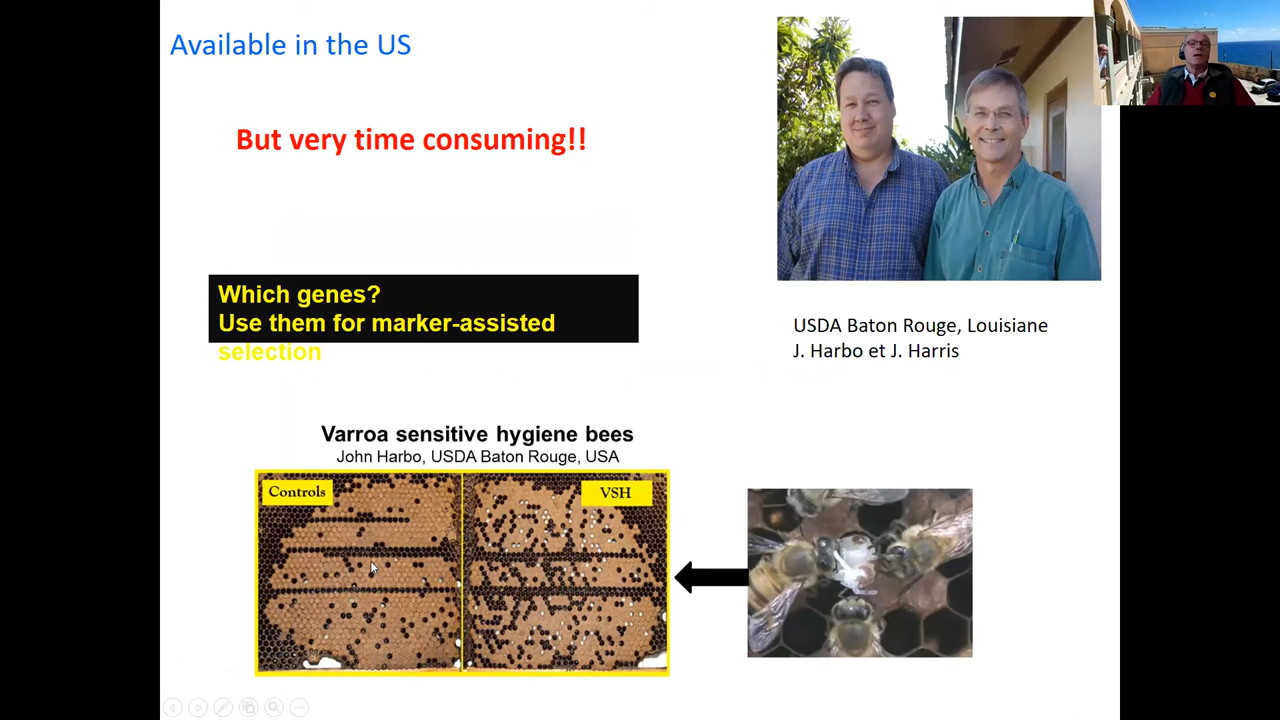 Available in the US
But very time consuming!!
Which genes?
Use them for marker-assisted
selection
USDA Baton Rouge, Louisiane
J. Harbo et J. Harris
Varroa sensitive hygiene bees
John Harbo, USDA Baton Rouge, USA
Controls
VSH